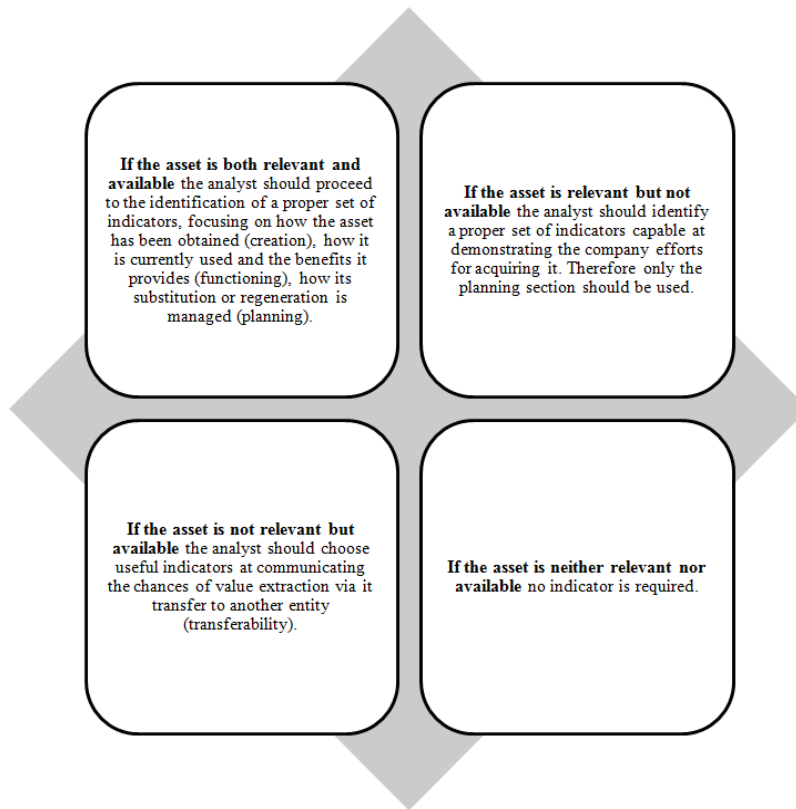 If the asset is both relevant and
available the analyst should proceed
to the identification of a proper set of
indicators, focusing on how the asset
has been obtained (creation), how it
is currently used and the benefits it
provides (functioning), how its
substitution or regeneration is
managed (planning).
If the asset is relevant but not
available the analyst should identify
a proper set of indicators capable at
demonstrating the company efforts
for acquiring it. Therefore only the
planning section should be used.
If the asset is not relevant but
available the analyst should choose
useful indicators at communicating
the chances of value extraction via it
transfer to another entity
(transferability).
If the asset is neither relevant nor
available no indicator is required.